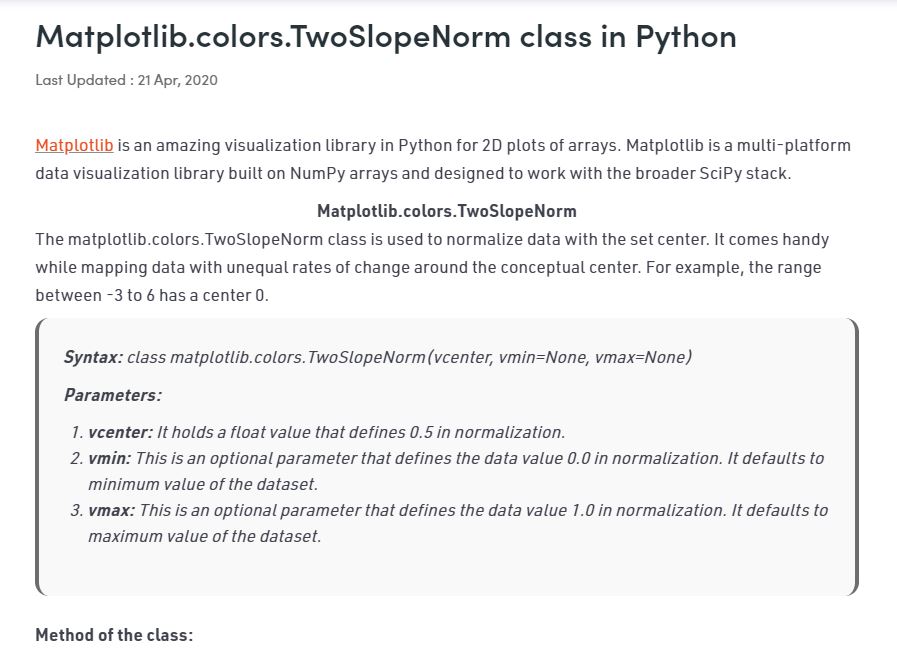 Matplotlib.colors.TwoSlopeNorm class in Python
Last Updated : 21 Apr, 2020
Matplotlib is an amazing visualization library in Python for 2D plots of arrays. Matplotlib is a multi-platform
data visualization library built on NumPy arrays and designed to work with the broader SciPy stack.
Matplotlib.colors.TwoSlopeNorm
The matplotlib.colors.TwoSlopeNorm class is used to normalize data with the set center. It comes handy
while mapping data with unequal rates of change around the conceptual center. For example, the range
between -3 to 6 has a center 0.
Syntax: class matplotlib.colors.TwoSlopeNorm(vcenter, vmin=None, vmax=None)
Parameters:
1. vcenter: It holds a float value that defines 0.5 in normalization.
2. vmin: This is an optional parameter that defines the data value 0.0 in normalization. It defaults to
minimum value of the dataset.
3. vmax: This is an optional parameter that defines the data value 1.0 in normalization. It defaults to
maximum value of the dataset.
Method of the class: